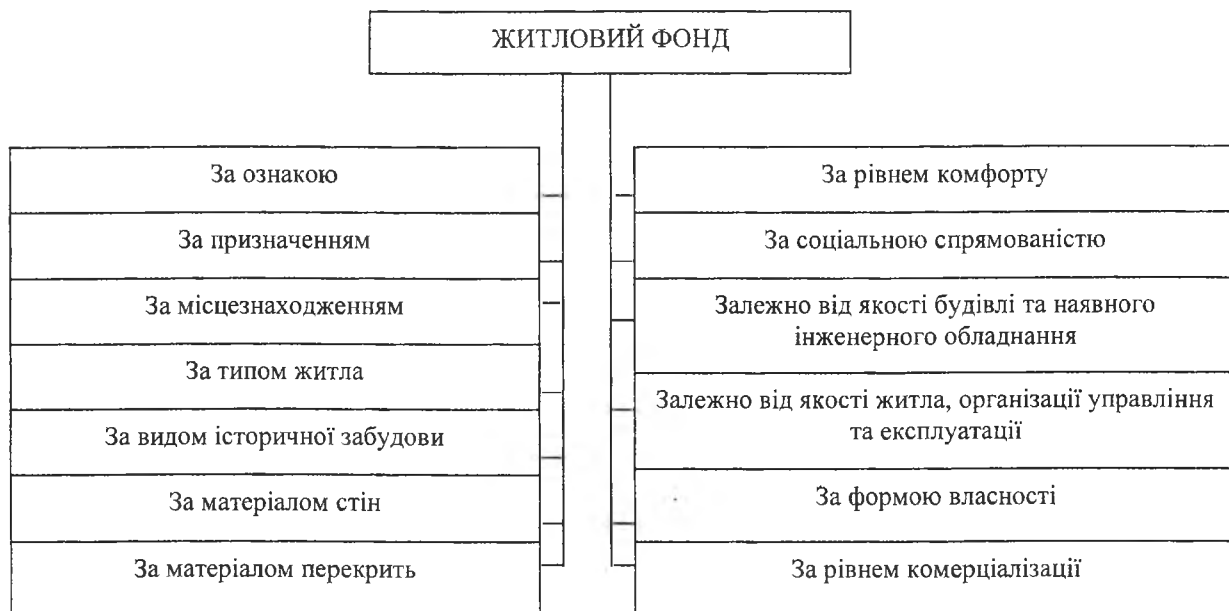 ЖИТЛОВИЙ ФОНД
За ознакою
За призначенням
За місцезнаходженням
За типом житла
За видом історичної забудови
За матеріалом стін
За матеріалом перекрить
За рівнем комфорту
За соціальною спрямованістю
Залежно від якості будівлі та наявного
інженерного обладнання
Залежно від якості житла, організації управління
та експлуатації
За формою власності
За рівнем комерціалізації